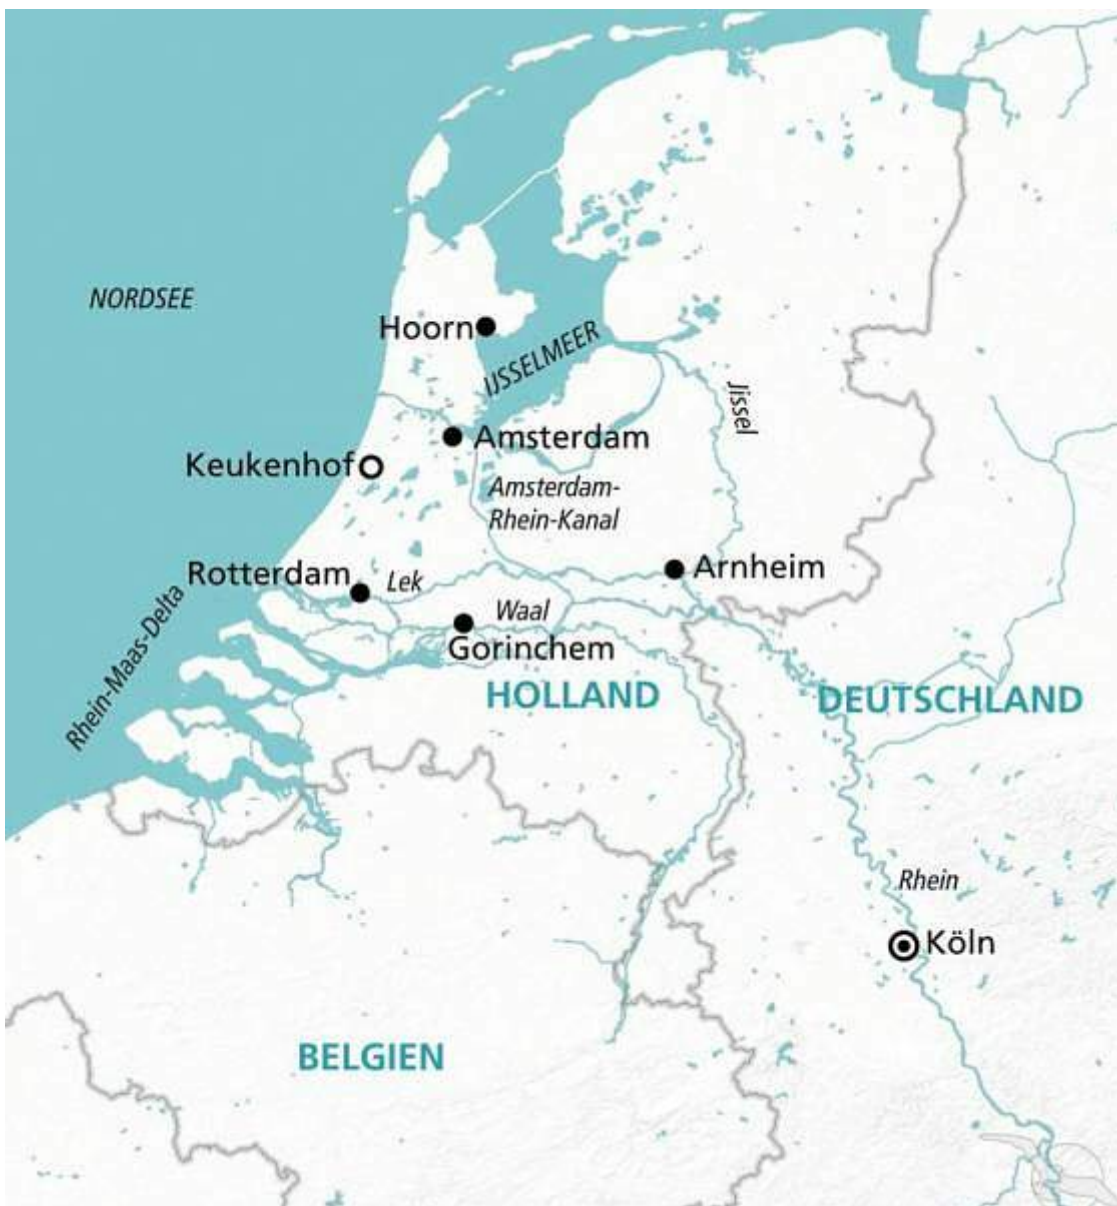 NORDSEE
Hoorn
IJSSELMEER
Jissel
Amsterdam
Keukenhof
Amsterdam-
Rhein-Kanal
Rotterdam
Lek
Arnheim
Waal
Gorinchem
Rhein-Maas-Delta
HOLLAND
DEUTSCHLAND
Rhein
Köln
BELGIEN